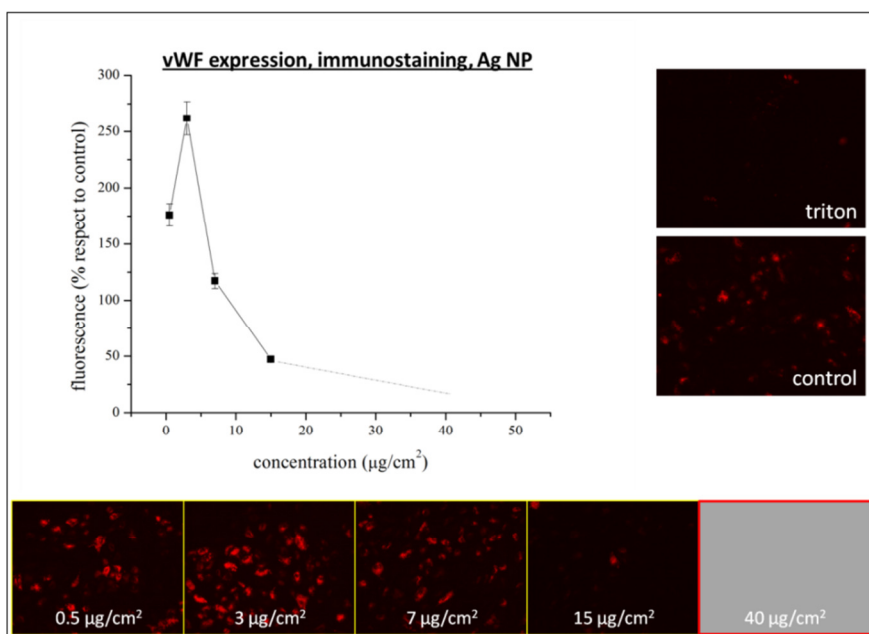 vWF expression, immunostaining, Ag NP
300
250
200
150
100
50
0
fluorescence (% respect to control)
0 10 20 30 40 50
concentration (µg/cm²)
triton
control
0.5 µg/cm² 3 µg/cm² 7 µg/cm² 15 µg/cm² 40 µg/cm²